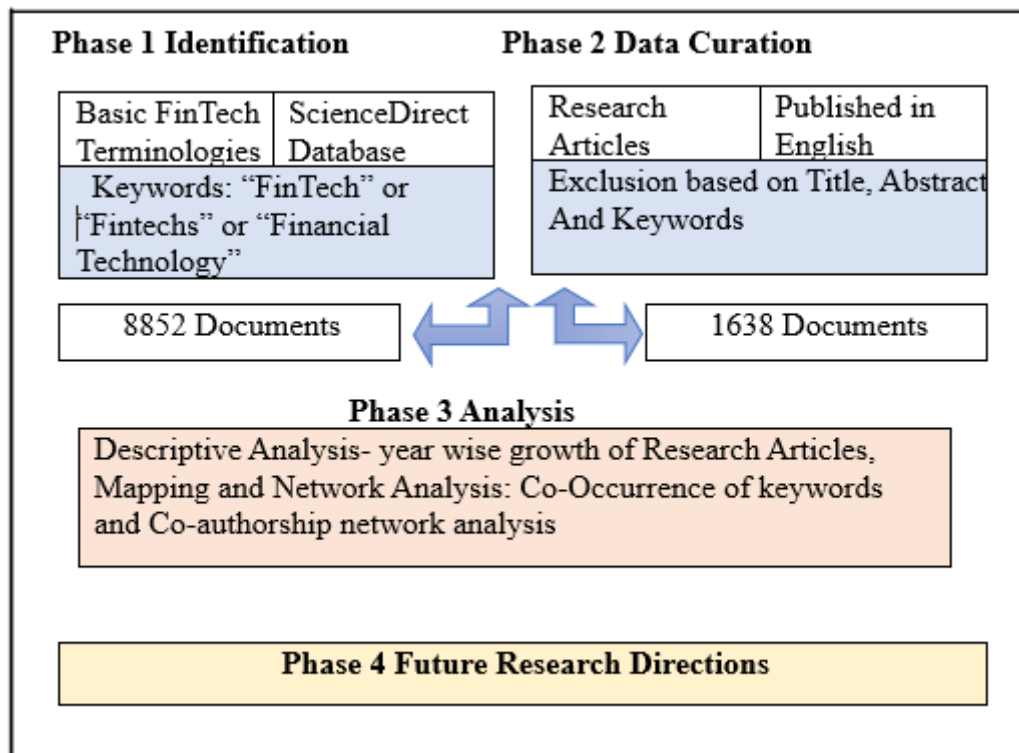 Phase 1 Identification
Basic FinTech
Terminologies
ScienceDirect
Database
Keywords: “FinTech” or
“Fintechs” or “Financial
Technology”
8852 Documents
Phase 2 Data Curation
Research
Articles
Published in
English
Exclusion based on Title, Abstract
And Keywords
1638 Documents
Phase 3 Analysis
Descriptive Analysis- year wise growth of Research Articles,
Mapping and Network Analysis: Co-Occurrence of keywords
and Co-authorship network analysis
Phase 4 Future Research Directions